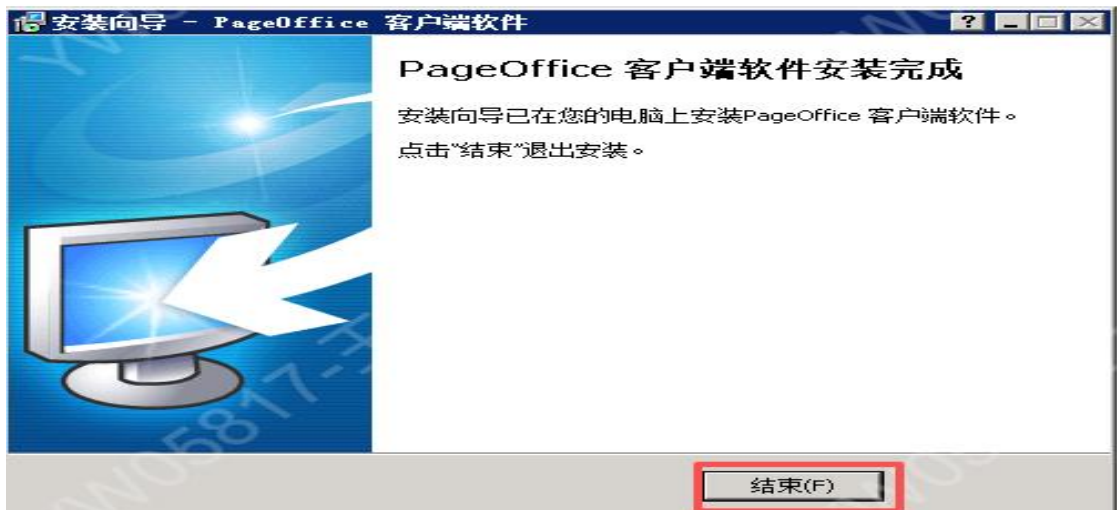 安装向导 - PageOffice 客户端软件
PageOffice 客户端软件安装完成
安装向导已在您的电脑上安装PageOffice 客户端软件。
点击"结束"退出安装。
YW05817-王
结束(F)